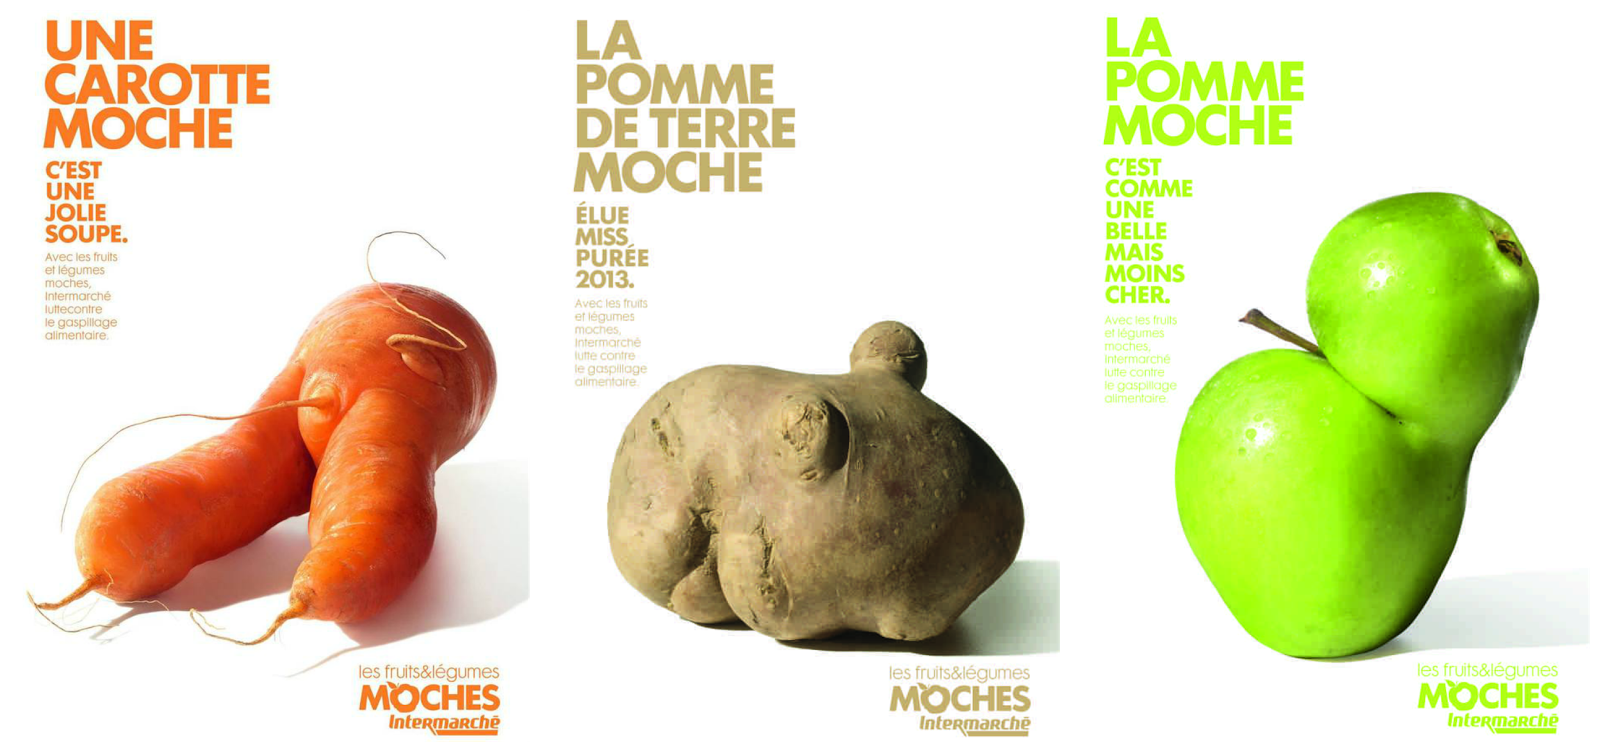 UNE
CAROTTE
MOCHE
C'EST
UNE
JOLIE
SOUPE.
Avec les fruits
et légumes
moches,
Intermarché
luttecontre
le gaspillage
alimentaire.
les fruits&légumes
MOCHES
Intermarché
LA
POMME
DE TERRE
MOCHE
ÉLUE
MISS
PURÉE
2013.
Avec les fruits
et légumes
moches,
Intermarché
lutte contre
le gaspillage
alimentaire.
les fruits&légumes
MOCHES
Intermarché
LA
POMME
MOCHE
C'EST
COMME
UNE
BELLE
MAIS
MOINS
CHER.
Avec les fruits
et légumes
moches,
Intermarché
lutte contre
le gaspillage
alimentaire.
les fruits&légumes
MOCHES
Intermarché